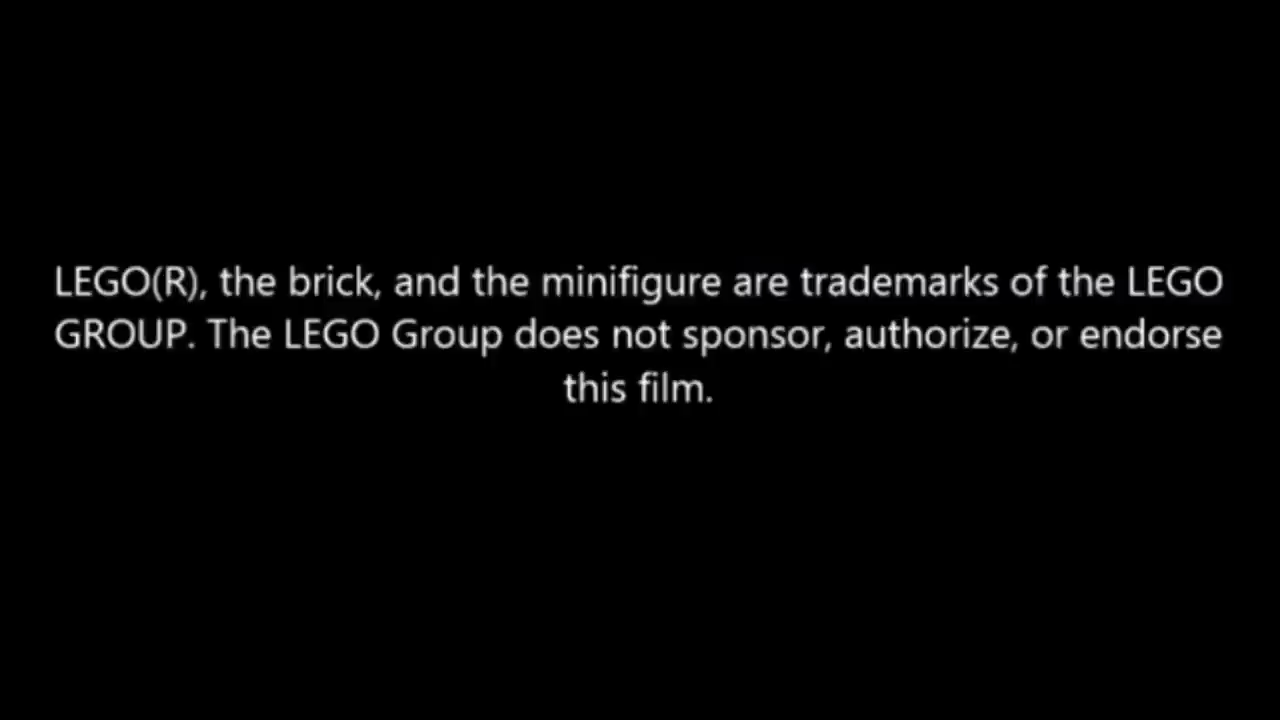 LEGO(R), the brick, and the minifigure are trademarks of the LEGO
GROUP. The LEGO Group does not sponsor, authorize, or endorse
this film.